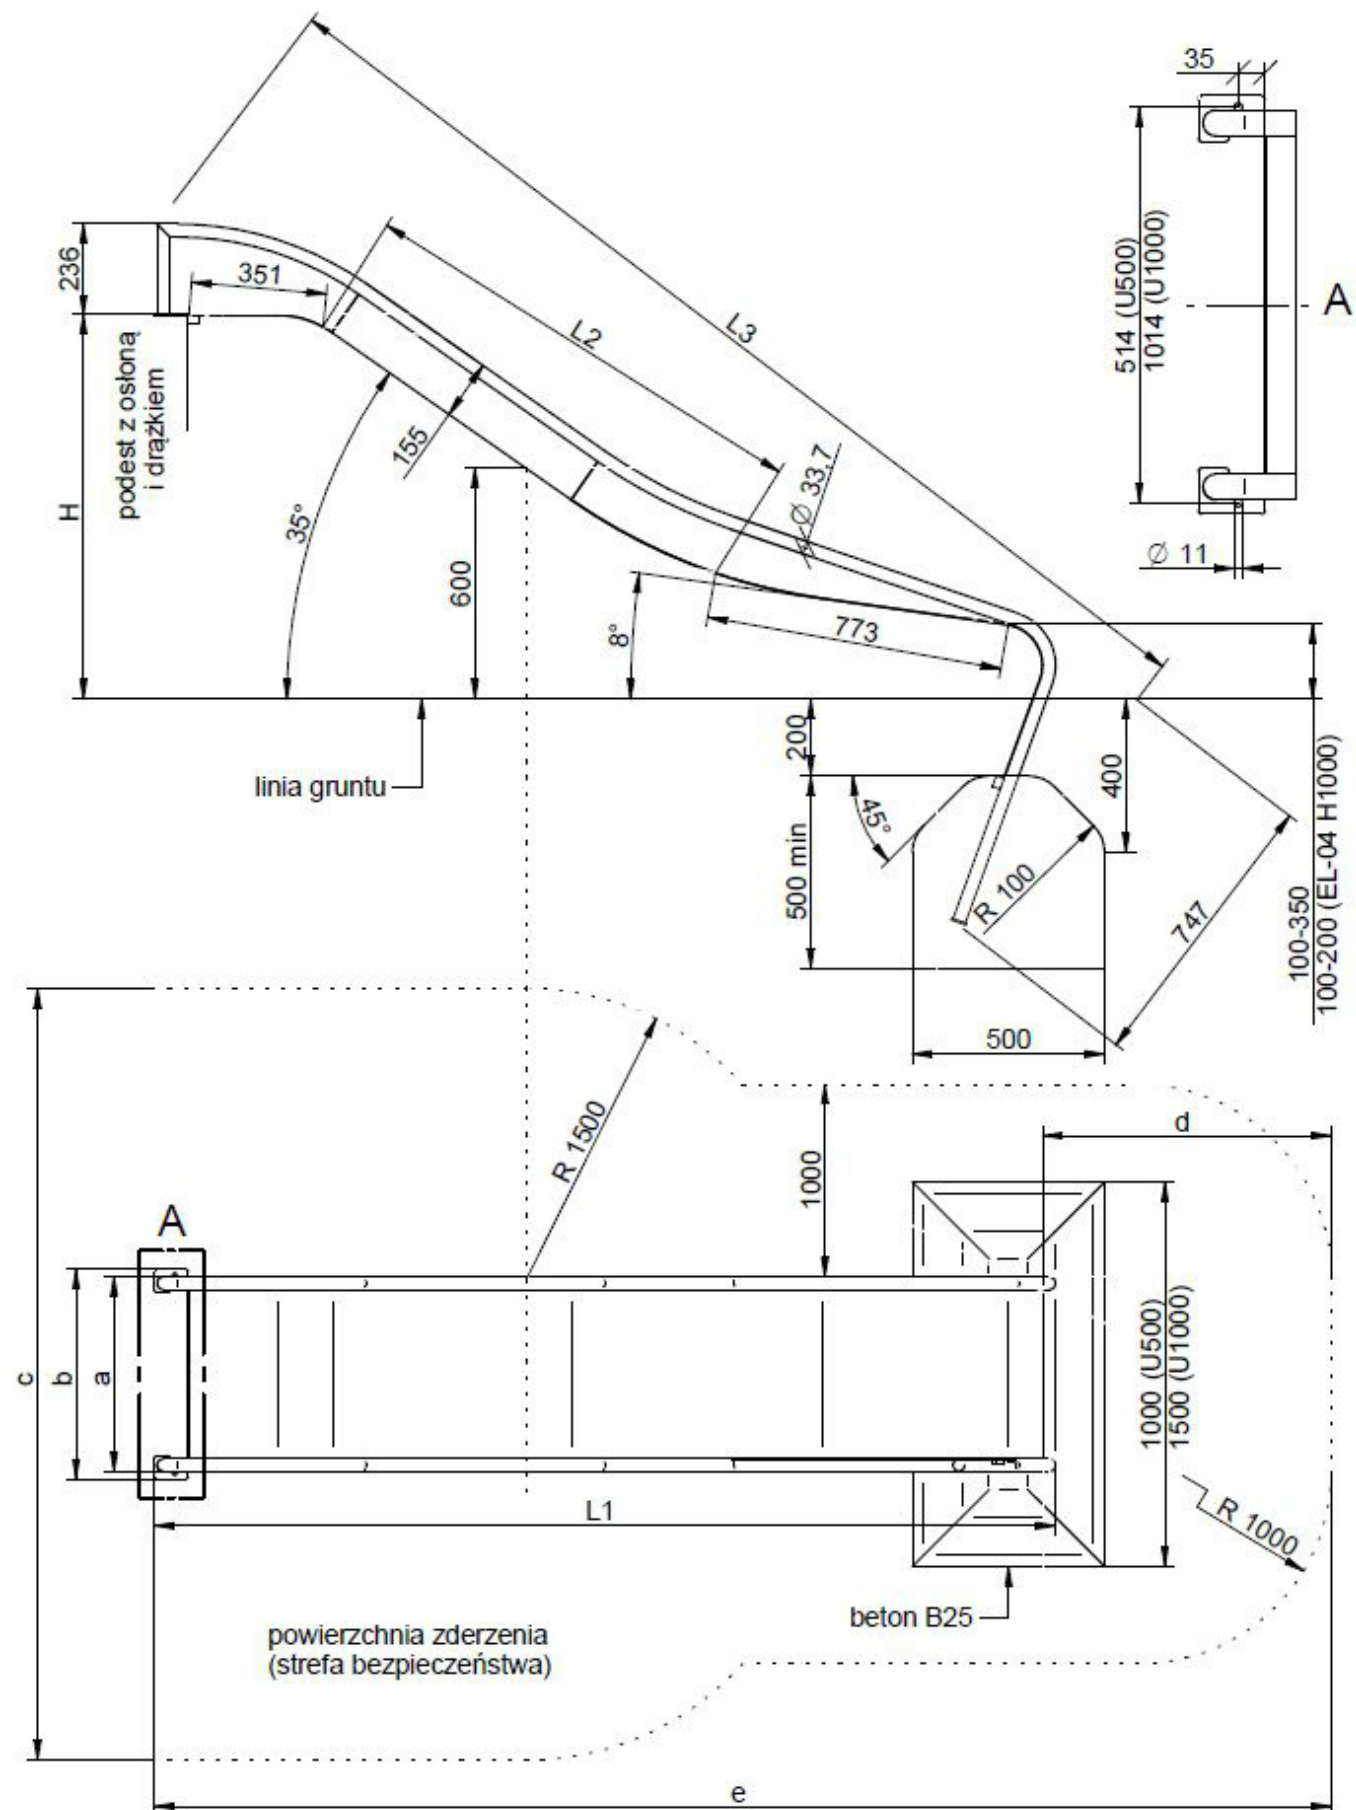 35
514 (U500)
1014 (U1000)
A
Ø 11
236
351
L2
L3
podest z osłoną
i drążkiem
H
155
35°
600
Ø 33,7
8°
773
linia gruntu
200
400
45°
500 min
R 100
747
100-350
100-200 (EL-04 H1000)
500
R 1500
1000
d
A
c
b
a
1000 (U500)
1500 (U1000)
L1
R 1000
beton B25
powierzchnia zderzenia
(strefa bezpieczeństwa)
e